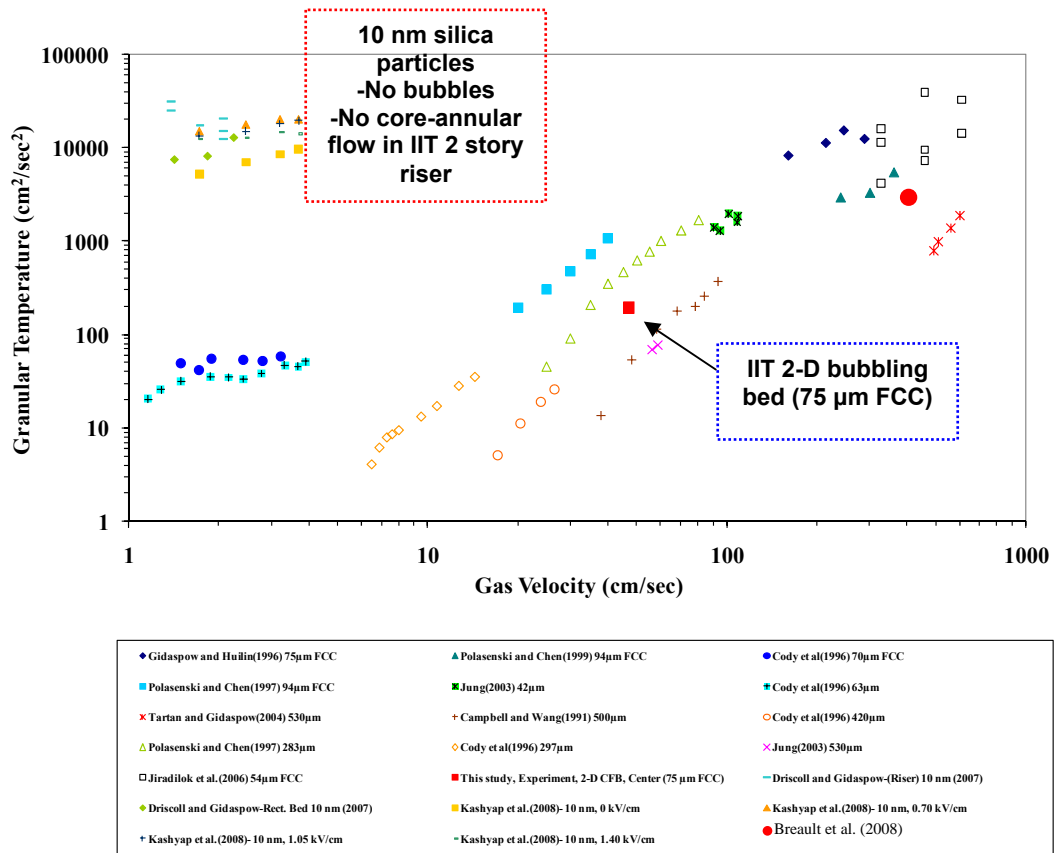 10 nm silica
particles
-No bubbles
-No core-annular
flow in IIT 2 story
riser
Granular Temperature (cm2/sec2)
100000
10000
1000
100
10
1
IIT 2-D bubbling
bed (75 µm FCC)
1 10 100 1000
Gas Velocity (cm/sec)
Gidaspow and Huilin(1996) 75µm FCC Polasenski and Chen(1999) 94µm FCC Cody et al(1996) 70µm FCC
Polasenski and Chen(1997) 94µm FCC Jung(2003) 42µm Cody et al(1996) 63µm
Tartan and Gidaspow(2004) 530µm Campbell and Wang(1991) 500µm Cody et al(1996) 420µm
Polasenski and Chen(1997) 283µm Cody et al(1996) 297µm Jung(2003) 530µm
Jiradilok et al.(2006) 54µm FCC This study, Experiment, 2-D CFB, Center (75 µm FCC) Driscoll and Gidaspow-(Riser) 10 nm (2007)
Driscoll and Gidaspow-Rect. Bed 10 nm (2007) Kashyap et al.(2008)- 10 nm, 0 kV/cm Kashyap et al.(2008)- 10 nm, 0.70 kV/cm
Kashyap et al.(2008)- 10 nm, 1.05 kV/cm Kashyap et al.(2008)- 10 nm, 1.40 kV/cm Breault et al. (2008)